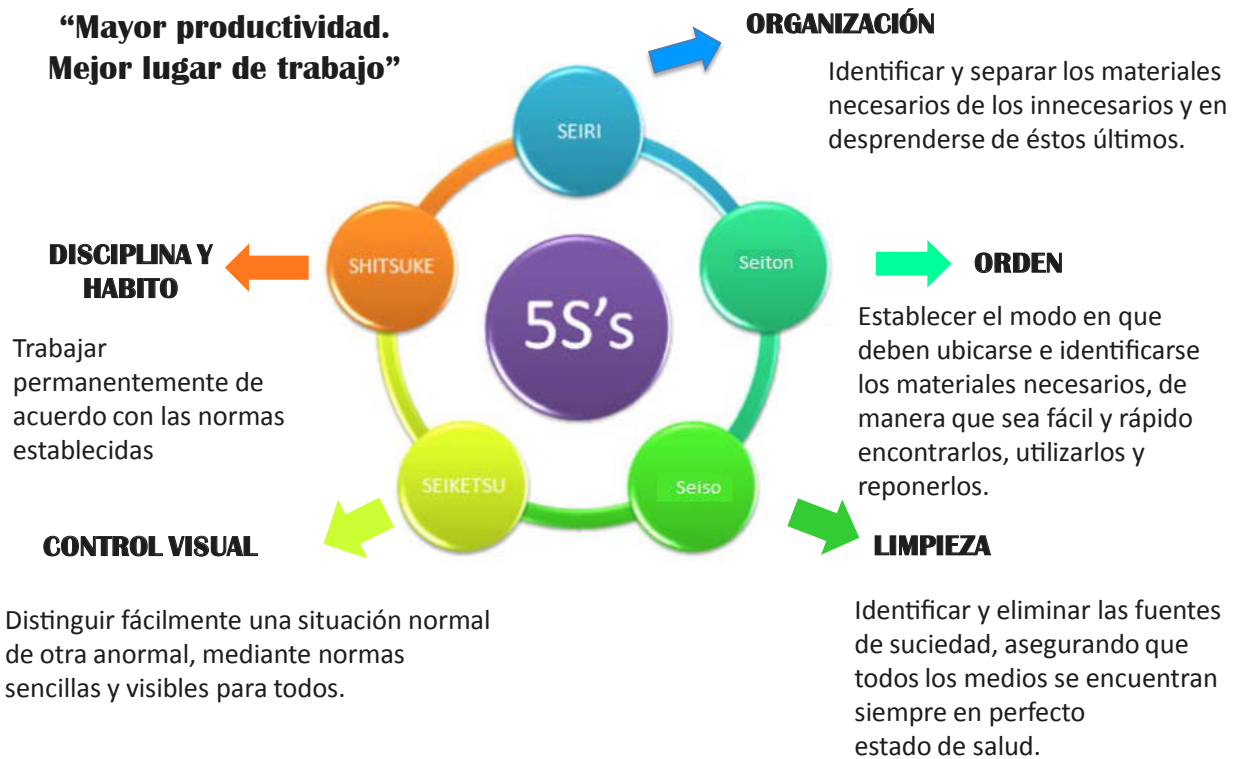 “Mayor productividad.
Mejor lugar de trabajo”
ORGANIZACIÓN
Identificar y separar los materiales
necesarios de los innecesarios y en
desprenderse de éstos últimos.
SEIRI
SHITSUKE
Seiton
5S’s
SEIKETSU
Seiso
DISCIPLINA Y
HABITO
Trabajar
permanentemente de
acuerdo con las normas
establecidas
ORDEN
Establecer el modo en que
deben ubicarse e identificarse
los materiales necesarios, de
manera que sea fácil y rápido
encontrarlos, utilizarlos y
reponerlos.
CONTROL VISUAL
Distinguir fácilmente una situación normal
de otra anormal, mediante normas
sencillas y visibles para todos.
LIMPIEZA
Identificar y eliminar las fuentes
de suciedad, asegurando que
todos los medios se encuentran
siempre en perfecto
estado de salud.